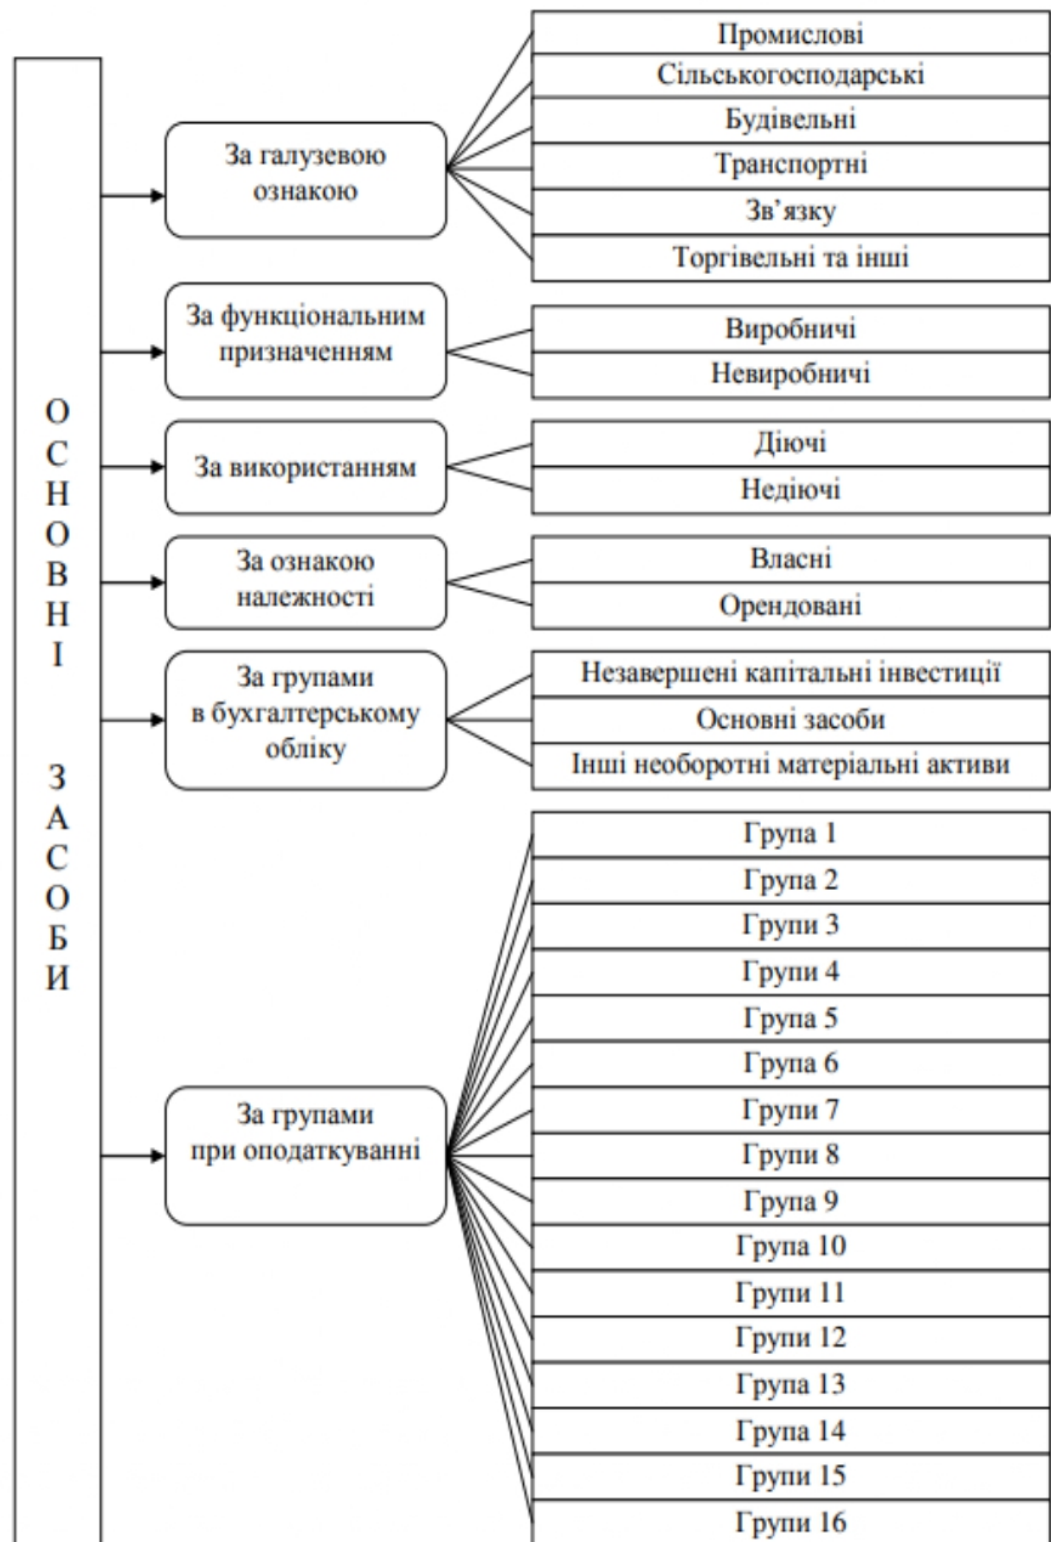 ОСНОВНІ ЗАСОБИ
За галузевою
ознакою
Промислові
Сільськогосподарські
Будівельні
Транспортні
Зв’язку
Торгівельні та інші
За функціональним
призначенням
Виробничі
Невиробничі
За використанням
Діючі
Недіючі
За ознакою
належності
Власні
Орендовані
За групами
в бухгалтерському
обліку
Незавершені капітальні інвестиції
Основні засоби
Інші необоротні матеріальні активи
За групами
при оподаткуванні
Група 1
Група 2
Групи 3
Групи 4
Група 5
Група 6
Групи 7
Групи 8
Група 9
Група 10
Групи 11
Групи 12
Група 13
Група 14
Групи 15
Групи 16